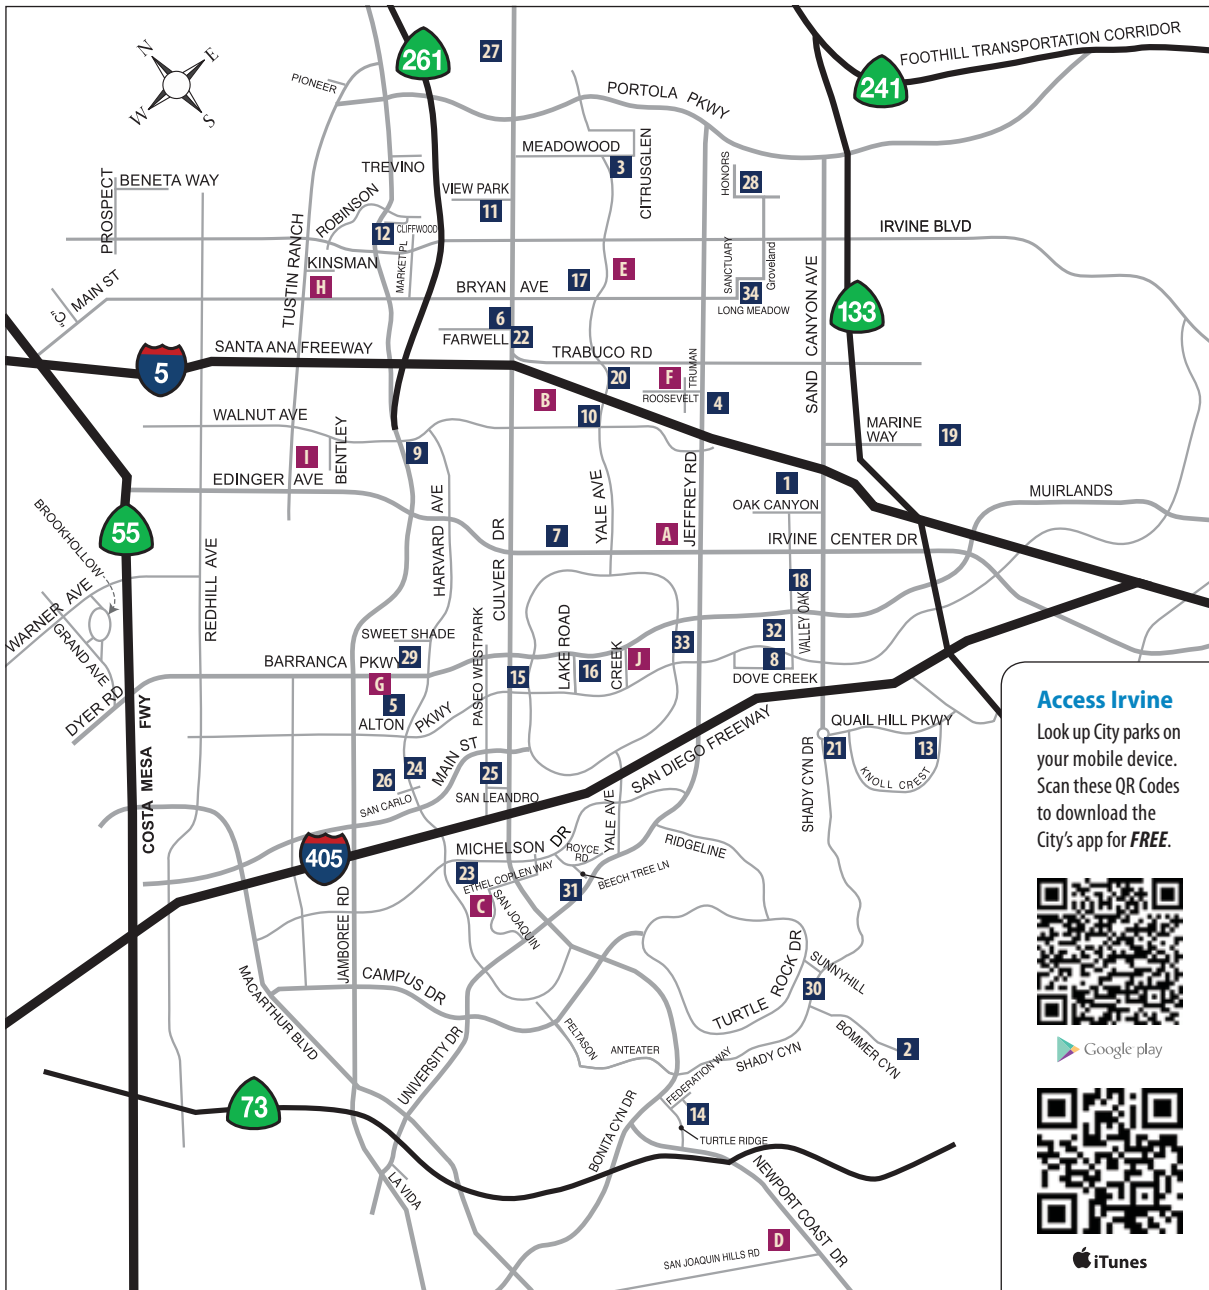 N
E
W
S
261
27
241
FOOTHILL TRANSPORTATION CORRIDOR
PIONEER
PORTOLA PKWY
MEADOWOOD
3
CITRUSGLEN
TREVINO
HONORS
28
PROSPECT
BENETA WAY
VIEW PARK
11
ROBINSON
12
CLIFFWOOD
MARKET PL
IRVINE BLVD
TUSTIN RANCH
KINSMAN
H
MAIN ST
"C"
BRYAN AVE
17
E
SANCTUARY
Groveland
34
LONG MEADOW
SAND CANYON AVE
133
6
FARWELL
22
SANTA ANA FREEWAY
5
TRABUCO RD
20
F
TRUMAN
ROOSEVELT
4
B
10
WALNUT AVE
BENTLEY
I
9
EDINGER AVE
MARINE
WAY
19
1
OAK CANYON
MUIRLANDS
55
BROOKHOLLOW
REDHILL AVE
HARVARD AVE
CULVER DR
7
YALE AVE
A
JEFFREY RD
IRVINE CENTER DR
WARNER AVE
GRAND AVE
DYER RD
18
VALLEY OAK
32
8
DOVE CREEK
SWEET SHADE
29
BARRANCA PKWY
G
5
ALTON PKWY
PASEO WESTPARK
15
LAKE ROAD
16
CREEK
J
33
COSTA MESA FWY
MAIN ST
24
26
SAN CARLO
25
SAN LEANDRO
SAN DIEGO FREEWAY
QUAIL HILL PKWY
21
13
KNOLL CREST
SHADY CYN DR
405
MICHELSON DR
YALE AVE
ROYCE
RD
RIDGELINE
BEECH TREE LN
23
ETHEL COPLEN WAY
C
SAN JOAQUIN
31
JAMBOREE RD
CAMPUS DR
MACARTHUR BLVD
UNIVERSITY DR
PELTASON
ANTEATER
TURTLE ROCK DR
SUNNYHILL
30
BOMMER CYN
2
SHADY CYN
FEDERATION WAY
14
TURTLE RIDGE
BONITA CYN DR
73
LA VIDA
NEWPORT COAST DR
D
SAN JOAQUIN HILLS RD
Access Irvine
Look up City parks on
your mobile device.
Scan these QR Codes
to download the
City's app for FREE.
Google play
iTunes